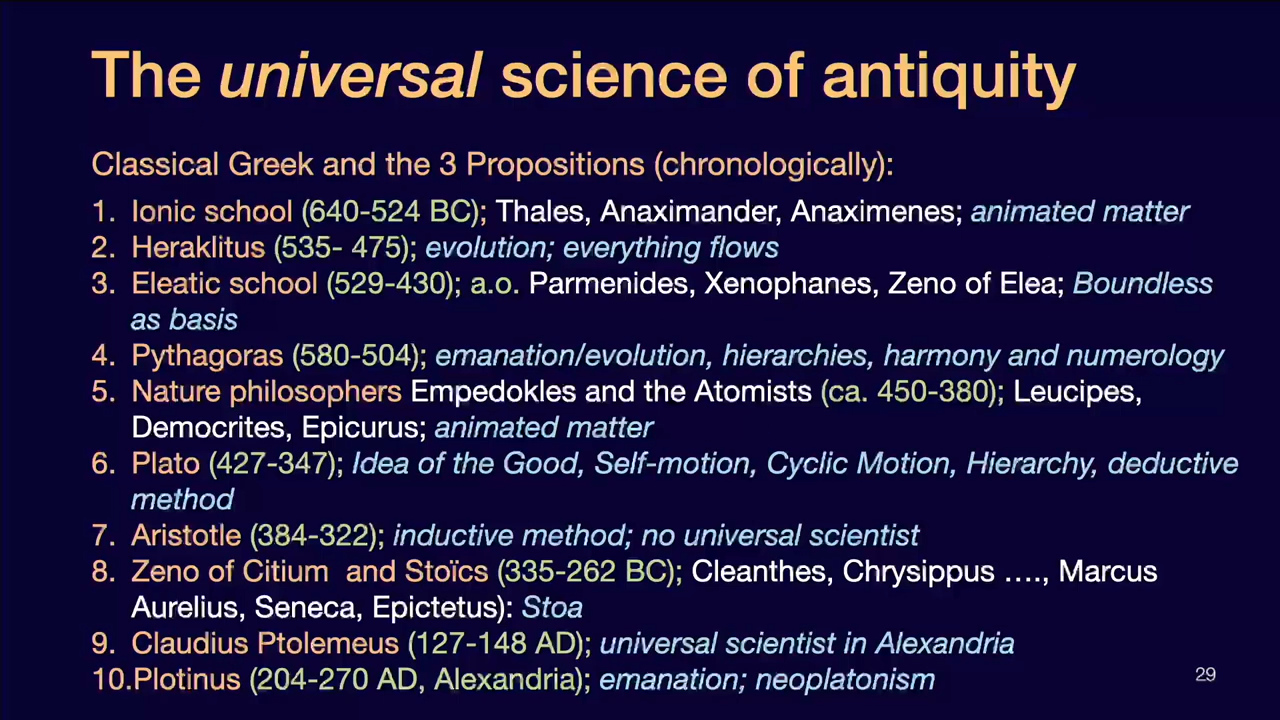 The universal science of antiquity
Classical Greek and the 3 Propositions (chronologically):
1. Ionic school (640-524 BC); Thales, Anaximander, Anaximenes; animated matter
2. Heraklitus (535- 475); evolution; everything flows
3. Eleatic school (529-430); a.o. Parmenides, Xenophanes, Zeno of Elea; Boundless
as basis
4. Pythagoras (580-504); emanation/evolution, hierarchies, harmony and numerology
5. Nature philosophers Empedokles and the Atomists (ca. 450-380); Leucipes,
Democrites, Epicurus; animated matter
6. Plato (427-347); Idea of the Good, Self-motion, Cyclic Motion, Hierarchy, deductive
method
7. Aristotle (384-322); inductive method; no universal scientist
8. Zeno of Citium and Stoïcs (335-262 BC); Cleanthes, Chrysippus …., Marcus
Aurelius, Seneca, Epictetus): Stoa
9. Claudius Ptolemeus (127-148 AD); universal scientist in Alexandria
10.Plotinus (204-270 AD, Alexandria); emanation; neoplatonism
29